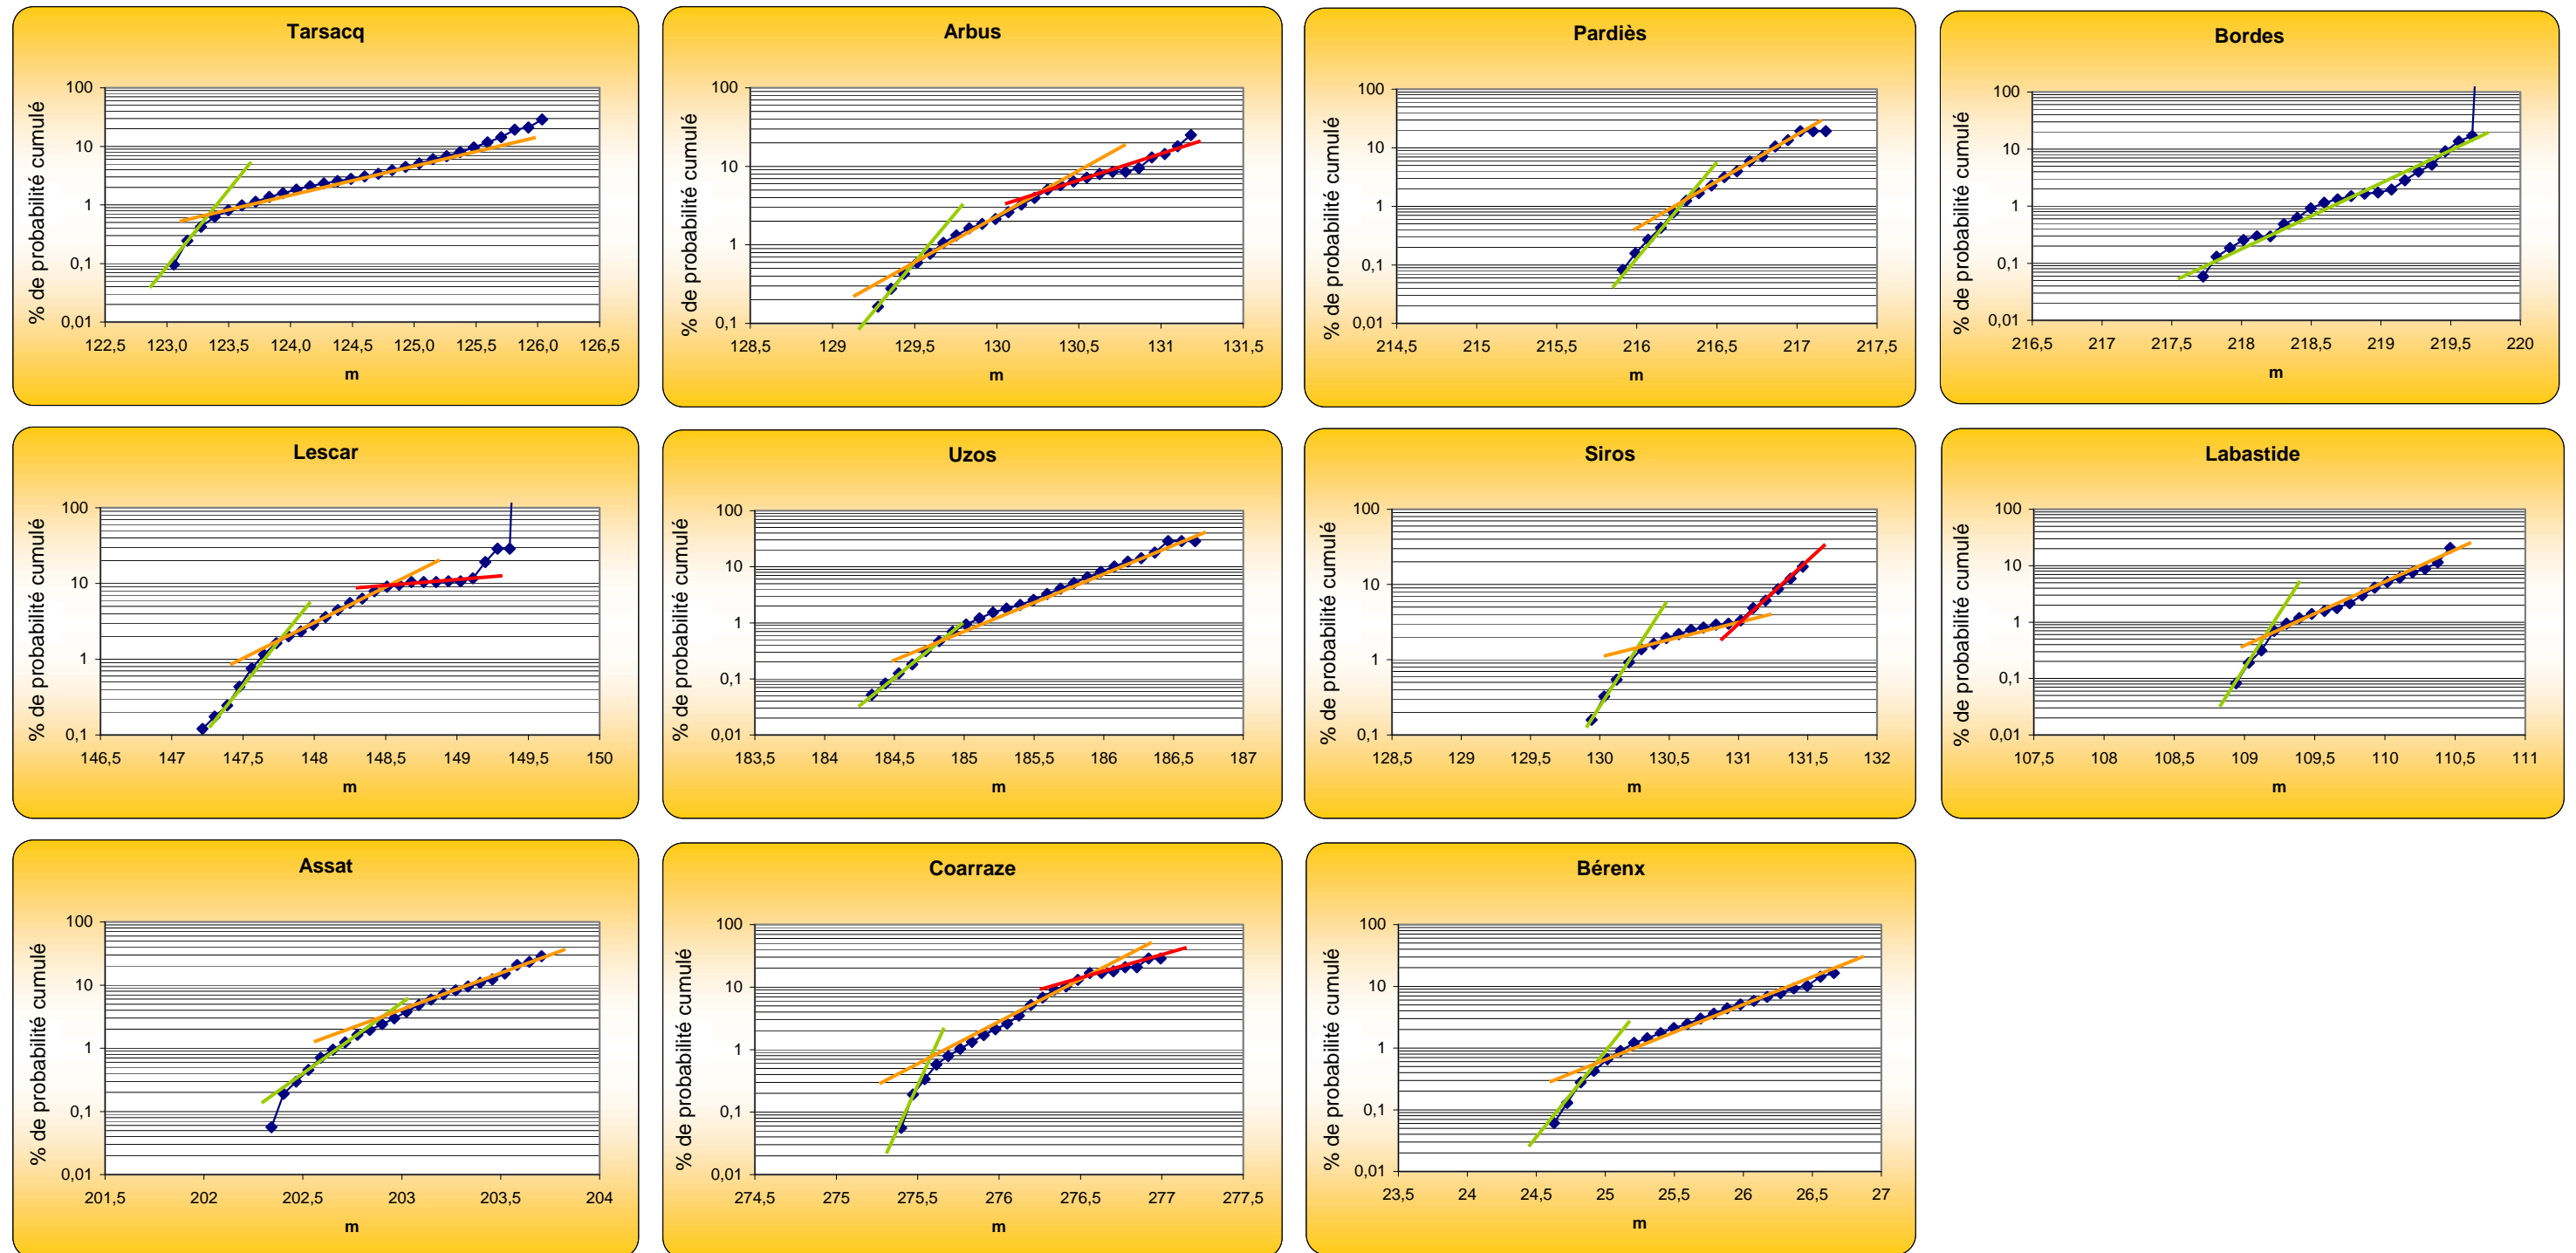 Tarsacq
% de probabilité cumulé
100
10
1
0,1
0,01
122,5 123,0 123,5 124,0 124,5 125,0 125,5 126,0 126,5
m
Arbus
% de probabilité cumulé
100
10
1
0,1
128,5 129 129,5 130 130,5 131 131,5
m
Pardiès
% de probabilité cumulé
100
10
1
0,1
0,01
214,5 215 215,5 216 216,5 217 217,5
m
Bordes
% de probabilité cumulé
100
10
1
0,1
0,01
216,5 217 217,5 218 218,5 219 219,5 220
m
Lescar
% de probabilité cumulé
100
10
1
0,1
146,5 147 147,5 148 148,5 149 149,5 150
m
Uzos
% de probabilité cumulé
100
10
1
0,1
0,01
183,5 184 184,5 185 185,5 186 186,5 187
m
Siros
% de probabilité cumulé
100
10
1
0,1
128,5 129 129,5 130 130,5 131 131,5 132
m
Labastide
% de probabilité cumulé
100
10
1
0,1
0,01
107,5 108 108,5 109 109,5 110 110,5 111
m
Assat
% de probabilité cumulé
100
10
1
0,1
0,01
201,5 202 202,5 203 203,5 204
m
Coarraze
% de probabilité cumulé
100
10
1
0,1
0,01
274,5 275 275,5 276 276,5 277 277,5
m
Bérenx
% de probabilité cumulé
100
10
1
0,1
0,01
23,5 24 24,5 25 25,5 26 26,5 27
m